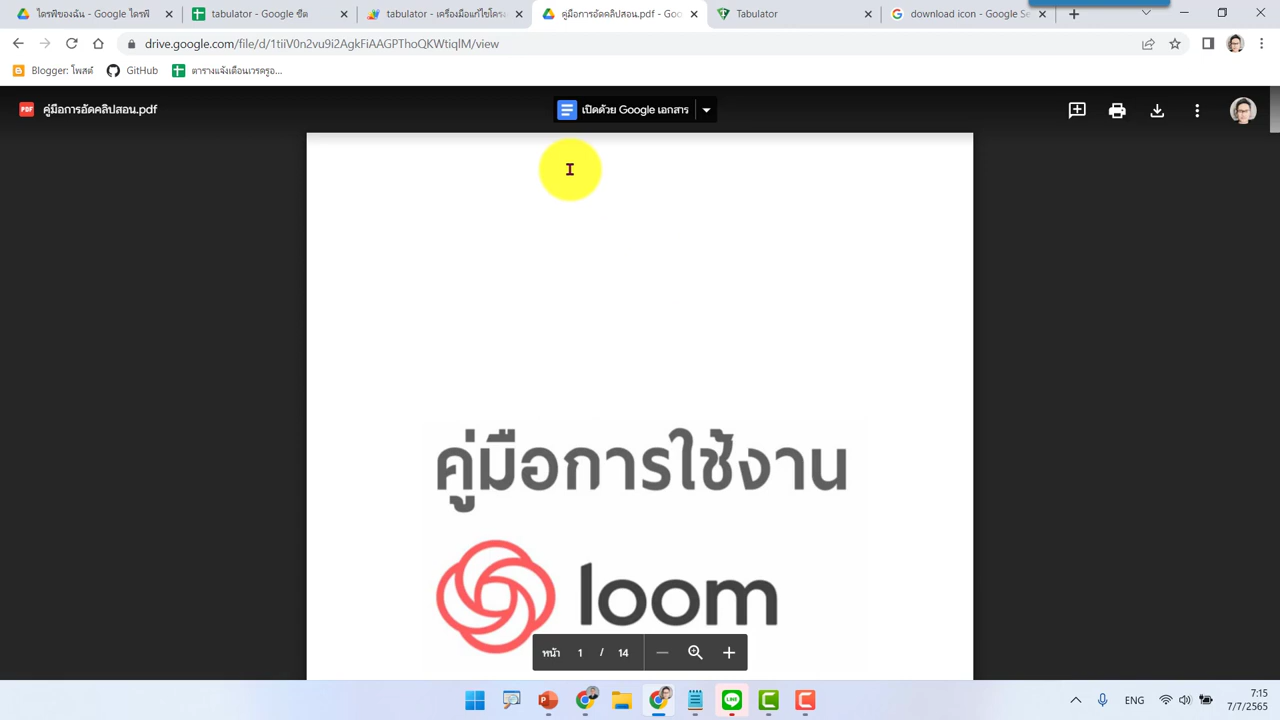 ไดรฟ์ของฉัน - Google ไดรฟ์
tabulator - Google ชีต
tabulator - เครื่องมือแก้ไขโครง
คู่มือการอัดคลิปสอน.pdf - Goo
Tabulator
download icon - Google Se
drive.google.com/file/d/1tiiV0n2vu9i2AgkFiAAGPThoQKWtiqlM/view
Blogger: โพสต์
GitHub
ตารางแจ้งเตือนเวรครูอ...
PDF
คู่มือการอัดคลิปสอน.pdf
เปิดด้วย Google เอกสาร
คู่มือการใช้งาน
loom
หน้า 1 / 14
ENG
7:15
7/7/2565